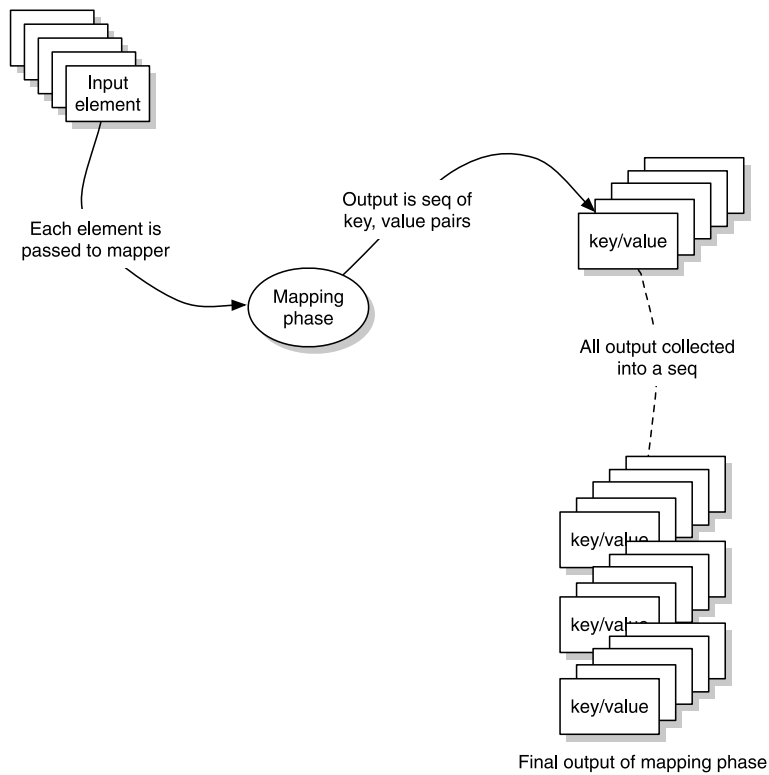 Input
element
Each element is
passed to mapper
Mapping
phase
Output is seq of
key, value pairs
key/value
All output collected
into a seq
key/value
key/value
key/value
Final output of mapping phase